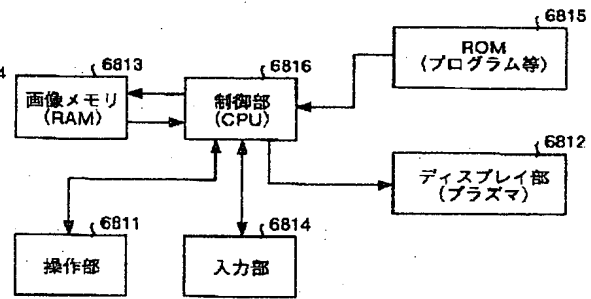 6815
ROM
(プログラム等)
6813
画像メモリ
(RAM)
6816
制御部
(CPU)
6812
ディスプレイ部
(プラズマ)
6811
操作部
6814
入力部